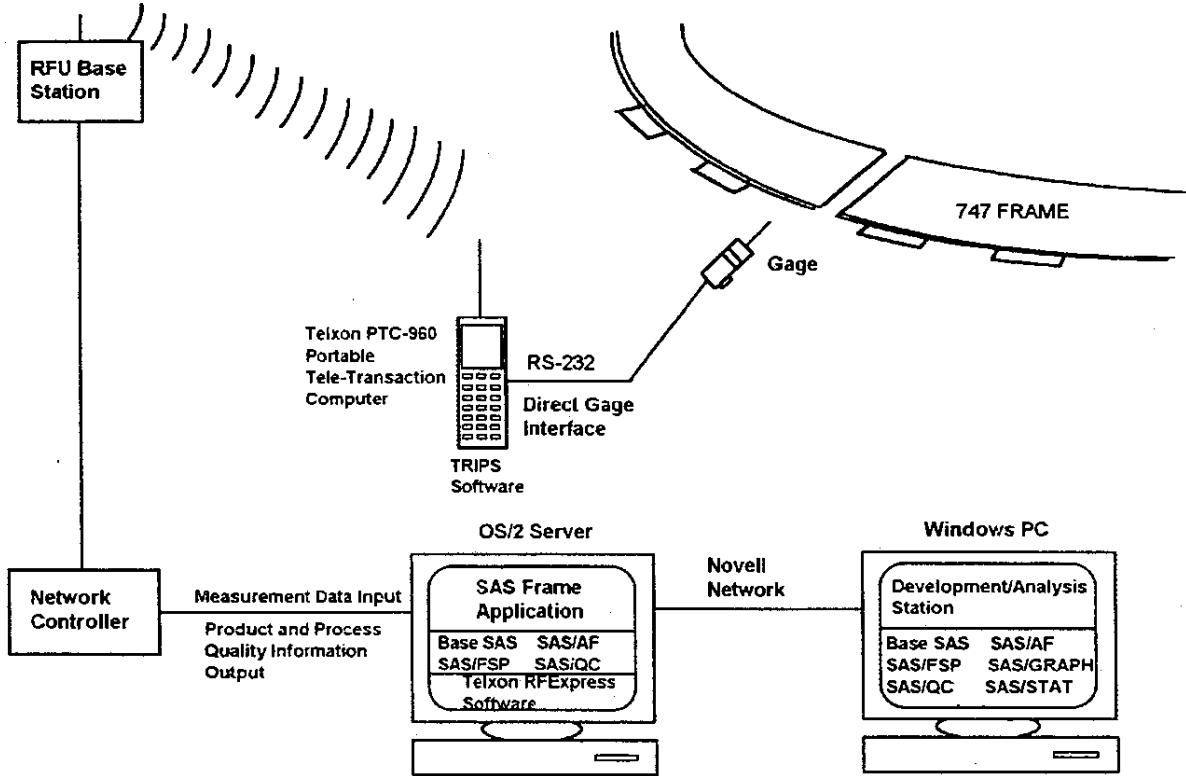 RFU Base
Station
747 FRAME
Gage
Telxon PTC-960
Portable
Tele-Transaction
Computer
RS-232
Direct Gage
Interface
TRIPS
Software
OS/2 Server
Windows PC
Network
Controller
Measurement Data Input
Product and Process
Quality Information
Output
SAS Frame
Application
Base SAS SAS/AF
SAS/FSP SAS/QC
Telxon RFExpress
Software
Novell
Network
Development/Analysis
Station
Base SAS SAS/AF
SAS/FSP SAS/GRAPH
SAS/QC SAS/STAT